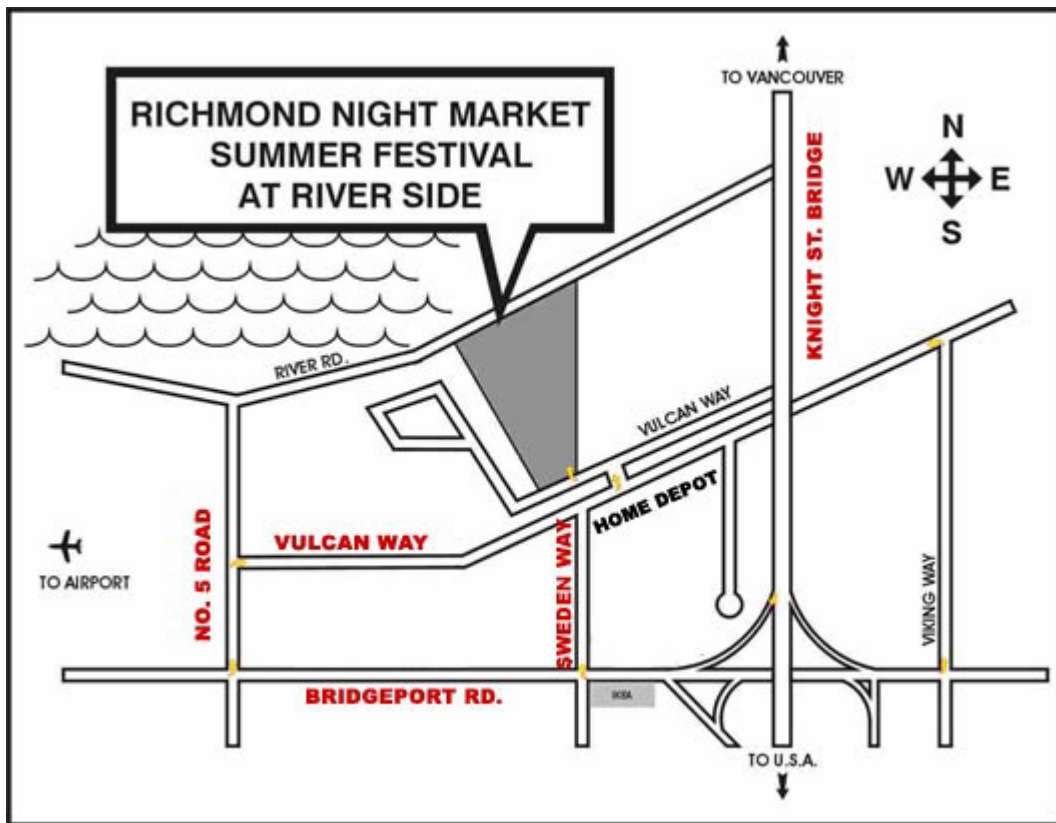 TO VANCOUVER
RICHMOND NIGHT MARKET
SUMMER FESTIVAL
AT RIVER SIDE
N
W E
S
KNIGHT ST. BRIDGE
RIVER RD.
VULCAN WAY
HOME DEPOT
VULCAN WAY
NO. 5 ROAD
SWEDEN WAY
VIKING WAY
TO AIRPORT
BRIDGEPORT RD.
IKEA
TO U.S.A.